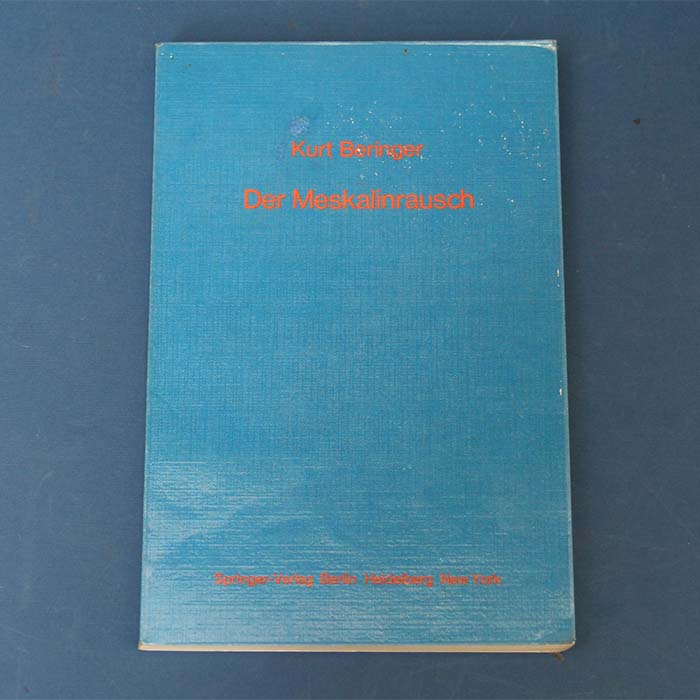 Kurt Beringer
Der Meskalinrausch
Springer-Verlag Berlin Heidelberg New York